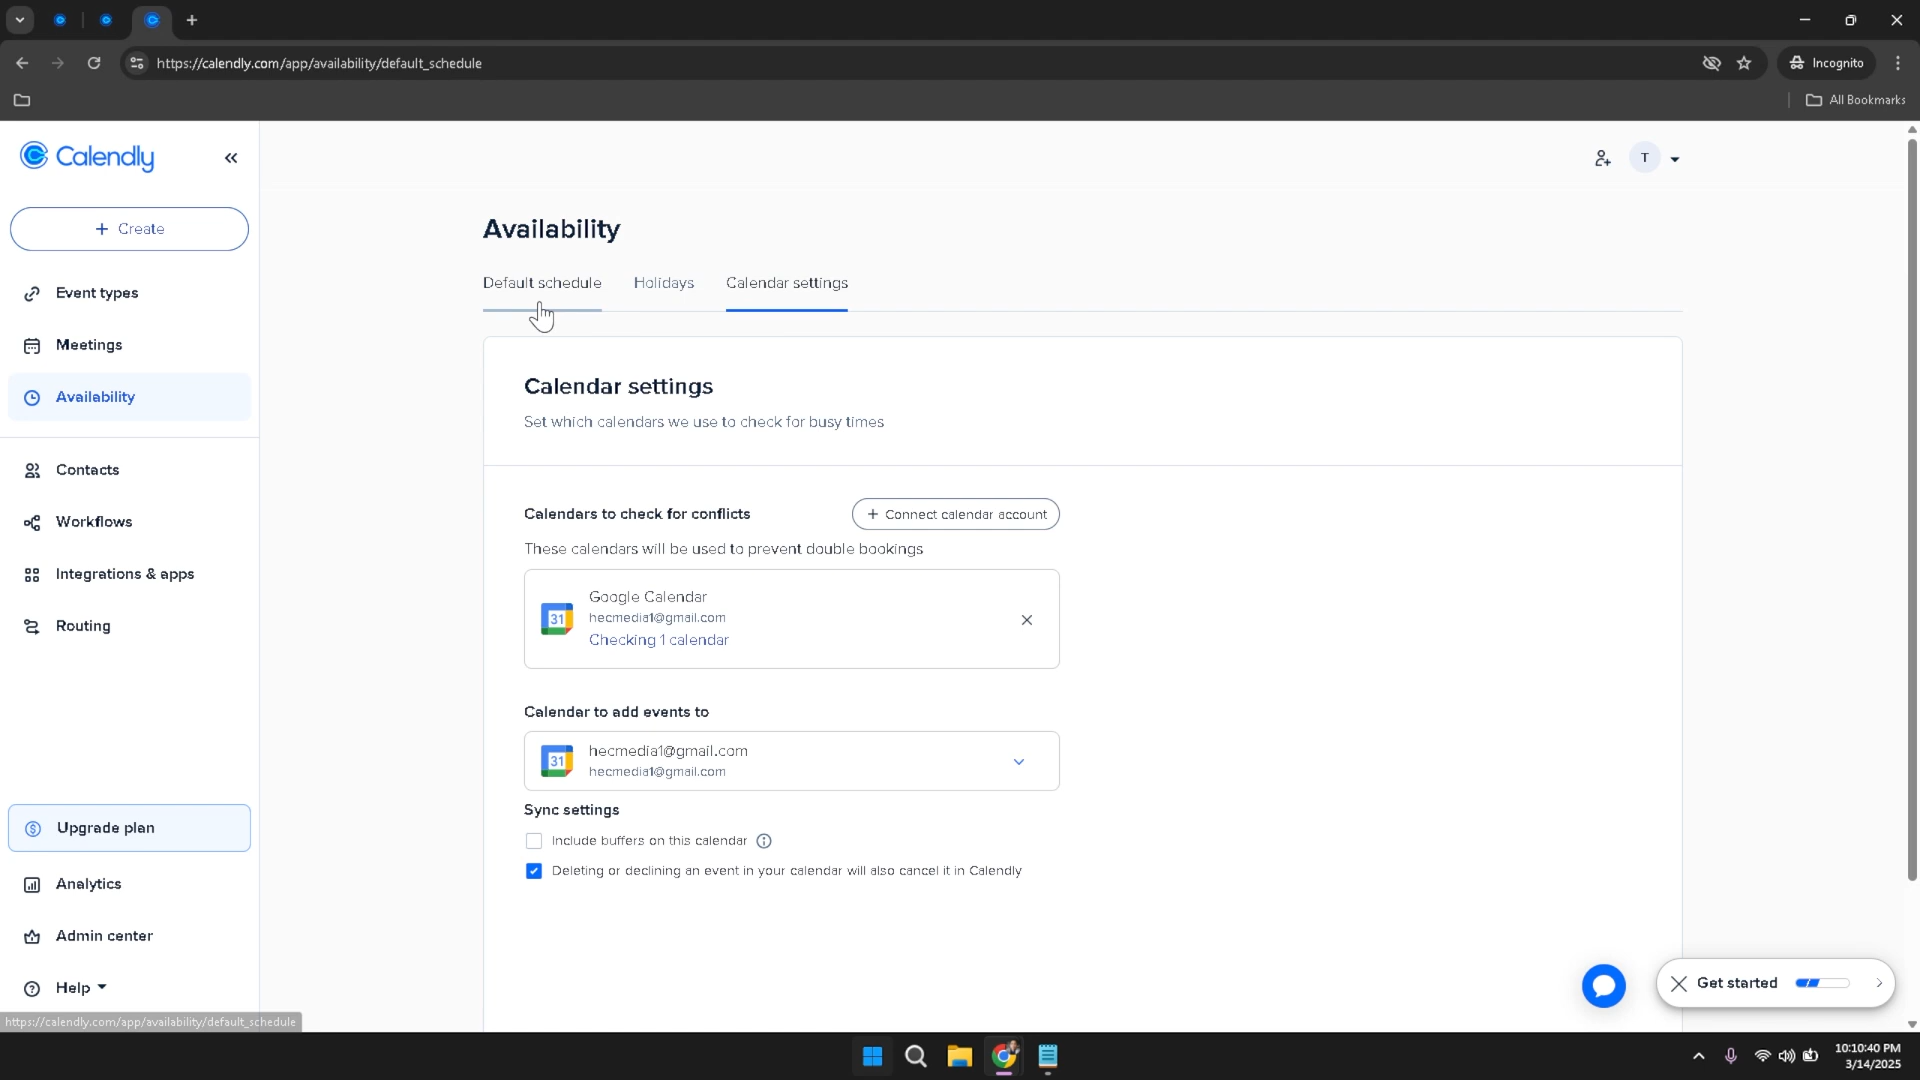 https://calendly.com/app/availability/default_schedule
Incognito
All Bookmarks
Calendly
T
+ Create
Event types
Meetings
Availability
Contacts
Workflows
Integrations & apps
Routing
Upgrade plan
Analytics
Admin center
Help
https://calendly.com/app/availability/default_schedule
Availability
Default schedule
Holidays
Calendar settings
Calendar settings
Set which calendars we use to check for busy times
Calendars to check for conflicts
+ Connect calendar account
These calendars will be used to prevent double bookings
31
Google Calendar
hecmedia1@gmail.com
Checking 1 calendar
Calendar to add events to
31
hecmedia1@gmail.com
hecmedia1@gmail.com
Sync settings
Include buffers on this calendar
Deleting or declining an event in your calendar will also cancel it in Calendly
Get started
10:10:40 PM
3/14/2025